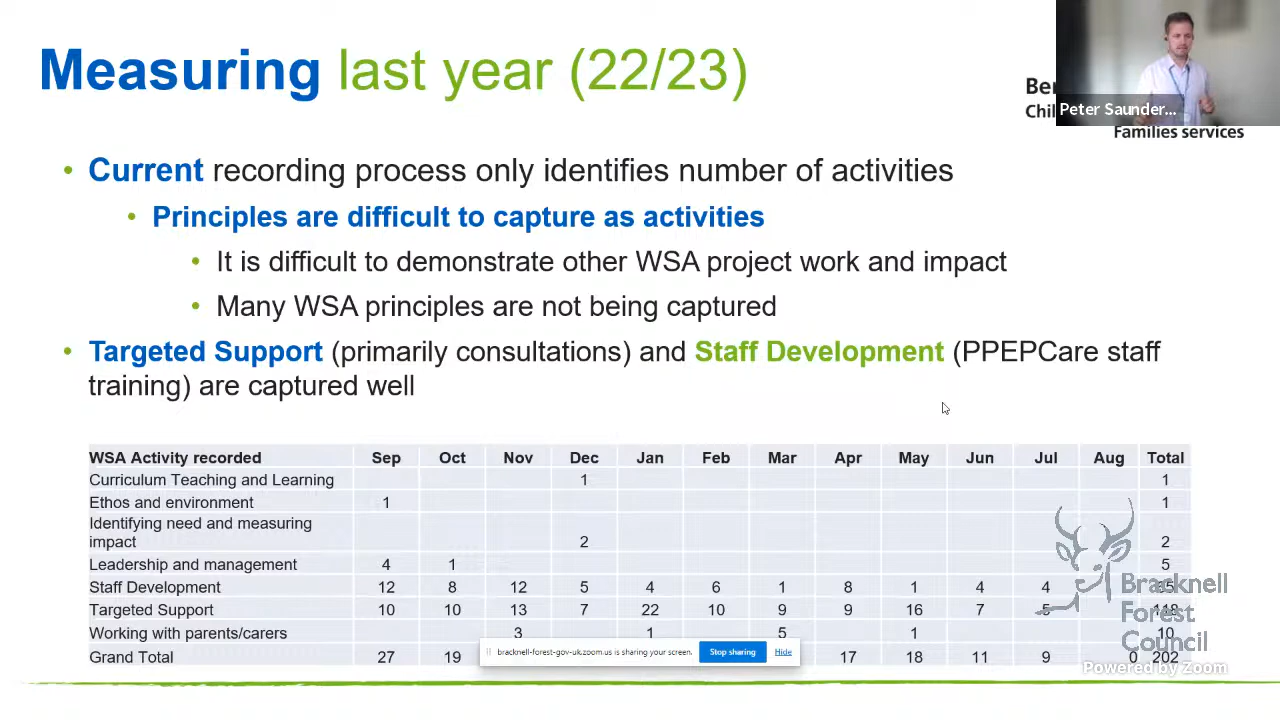 Measuring last year (22/23)
Ber
Chil
Families services
Peter Saunder...
• Current recording process only identifies number of activities
• Principles are difficult to capture as activities
• It is difficult to demonstrate other WSA project work and impact
• Many WSA principles are not being captured
• Targeted Support (primarily consultations) and Staff Development (PPEPCare staff
training) are captured well
WSA Activity recorded Sep Oct Nov Dec Jan Feb Mar Apr May Jun Jul Aug Total
Curriculum Teaching and Learning 1 1
Ethos and environment 1 1
Identifying need and measuring
impact 2 2
Leadership and management 4 1 5
Staff Development 12 8 12 5 4 6 1 8 1 4 4
Targeted Support 10 10 13 7 22 10 9 9 16 7 5 118
Working with parents/carers 3 1 5 1 10
Grand Total 27 19 17 18 11 9 0 202
bracknell-forest-gov-uk.zoom.us is sharing your screen. Stop sharing Hide
Bracknell
Forest
Council
Powered by Zoom